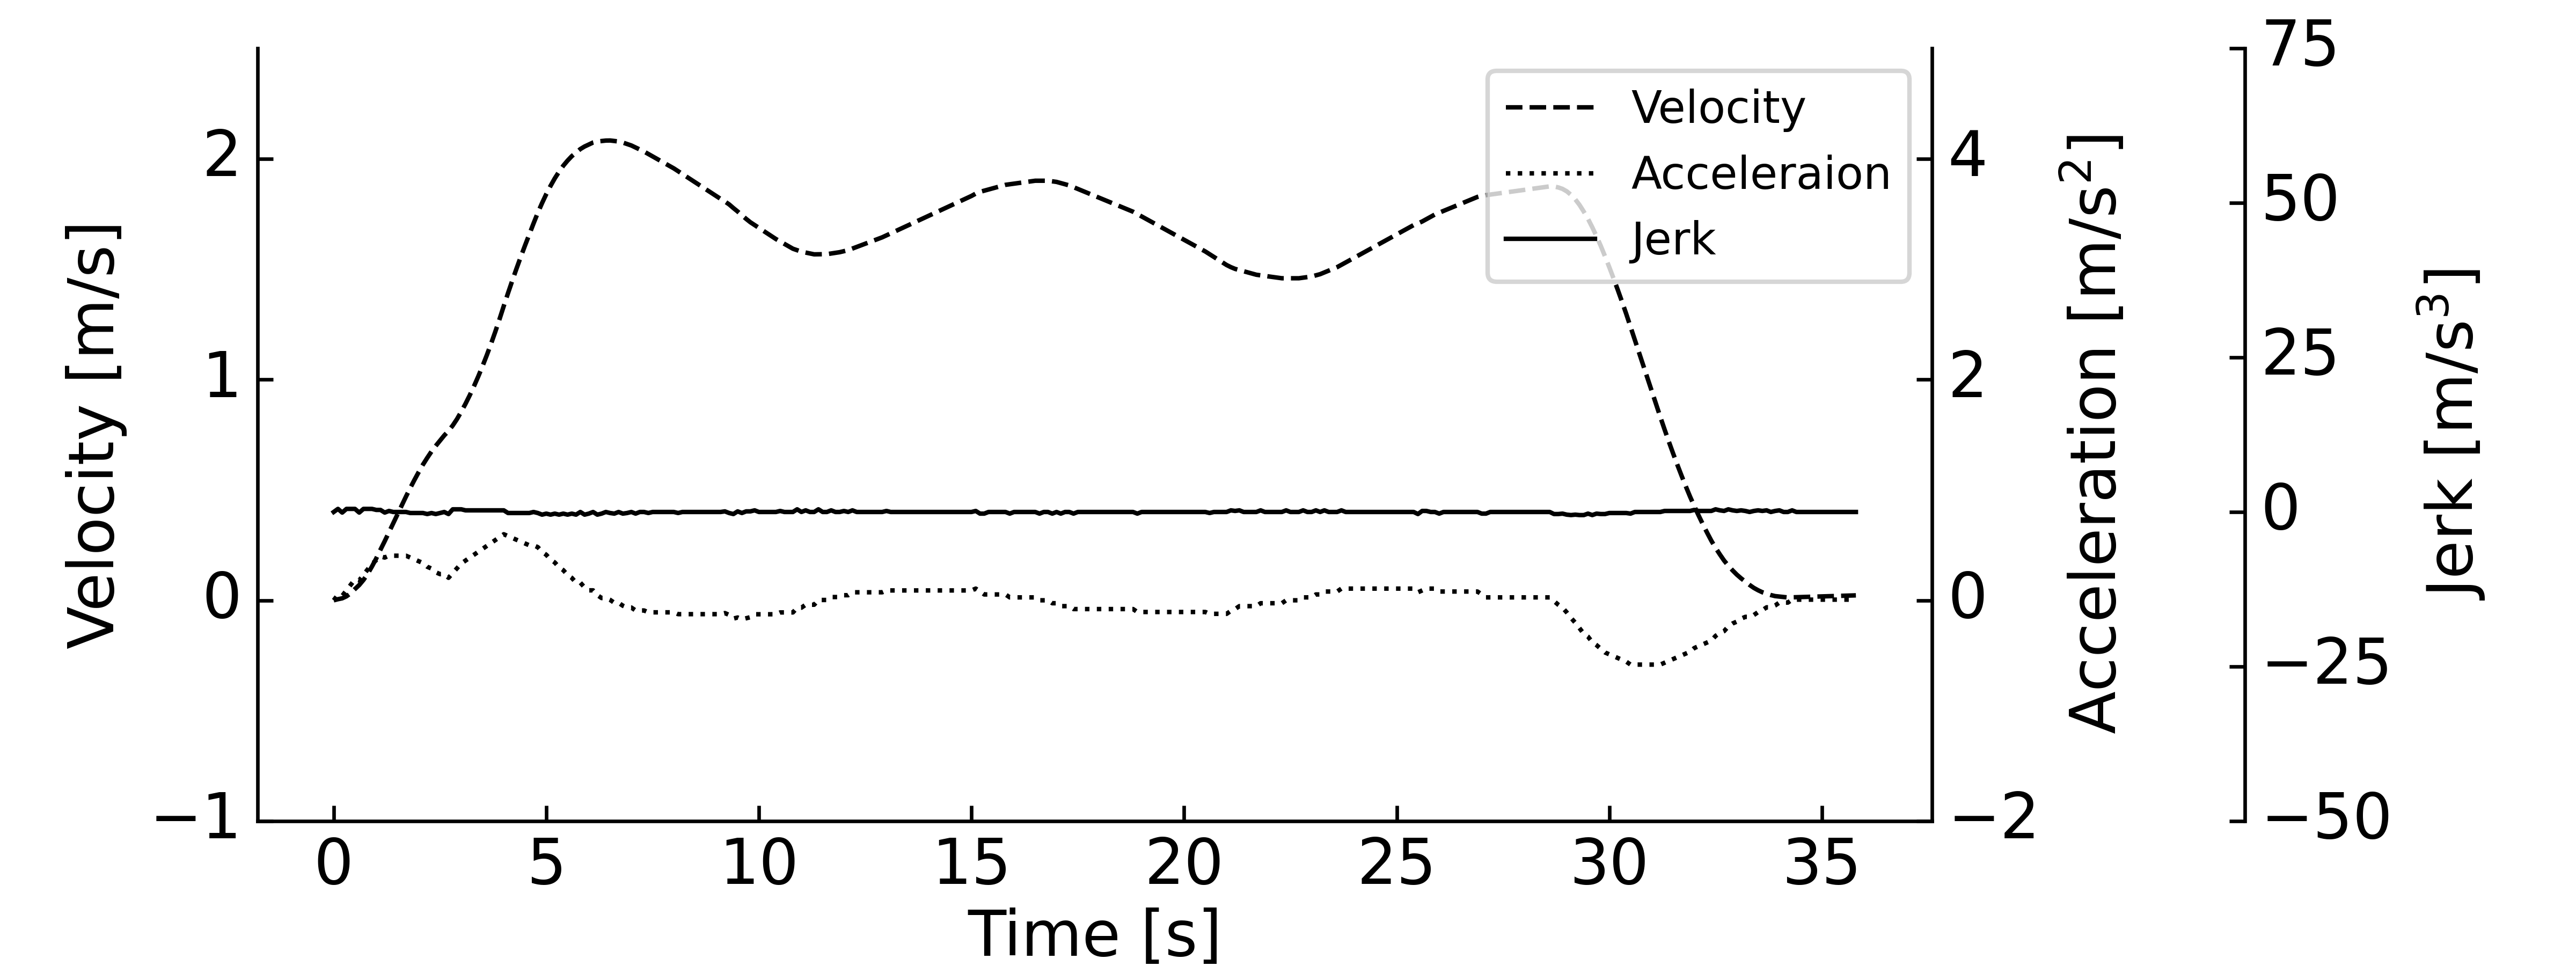 Velocity [m/s]
2
1
0
−1
0 5 10 15 20 25 30 35
Time [s]
Velocity
Acceleraion
Jerk
4
2
0
−2
Acceleration [m/s²]
75
50
25
0
−25
−50
Jerk [m/s³]